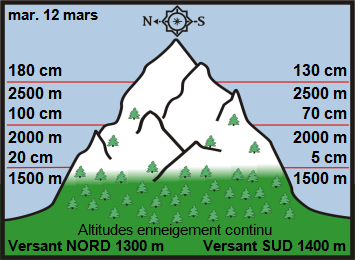 mar. 12 mars
N S
180 cm 130 cm
2500 m 2500 m
100 cm 70 cm
2000 m 2000 m
20 cm 5 cm
1500 m 1500 m
Altitudes enneigement continu
Versant NORD 1300 m Versant SUD 1400 m